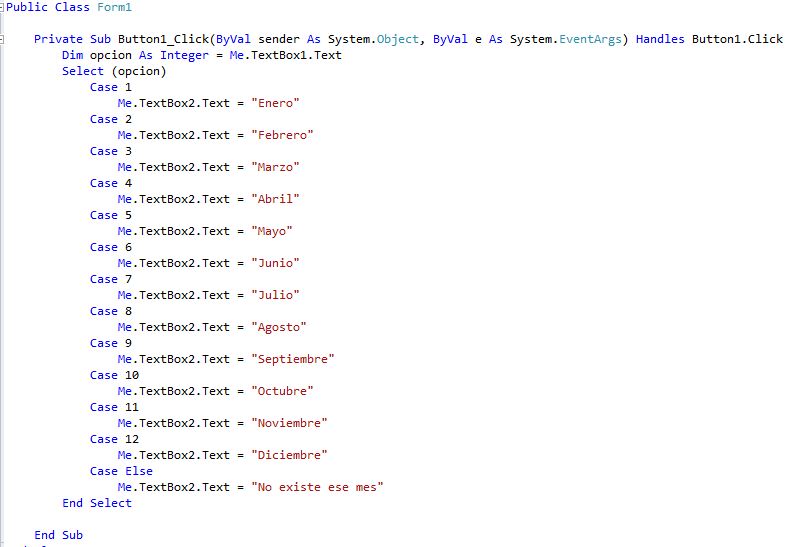 Public Class Form1
Private Sub Button1_Click(ByVal sender As System.Object, ByVal e As System.EventArgs) Handles Button1.Click
Dim opcion As Integer = Me.TextBox1.Text
Select (opcion)
Case 1
Me.TextBox2.Text = "Enero"
Case 2
Me.TextBox2.Text = "Febrero"
Case 3
Me.TextBox2.Text = "Marzo"
Case 4
Me.TextBox2.Text = "Abril"
Case 5
Me.TextBox2.Text = "Mayo"
Case 6
Me.TextBox2.Text = "Junio"
Case 7
Me.TextBox2.Text = "Julio"
Case 8
Me.TextBox2.Text = "Agosto"
Case 9
Me.TextBox2.Text = "Septiembre"
Case 10
Me.TextBox2.Text = "Octubre"
Case 11
Me.TextBox2.Text = "Noviembre"
Case 12
Me.TextBox2.Text = "Diciembre"
Case Else
Me.TextBox2.Text = "No existe ese mes"
End Select
End Sub